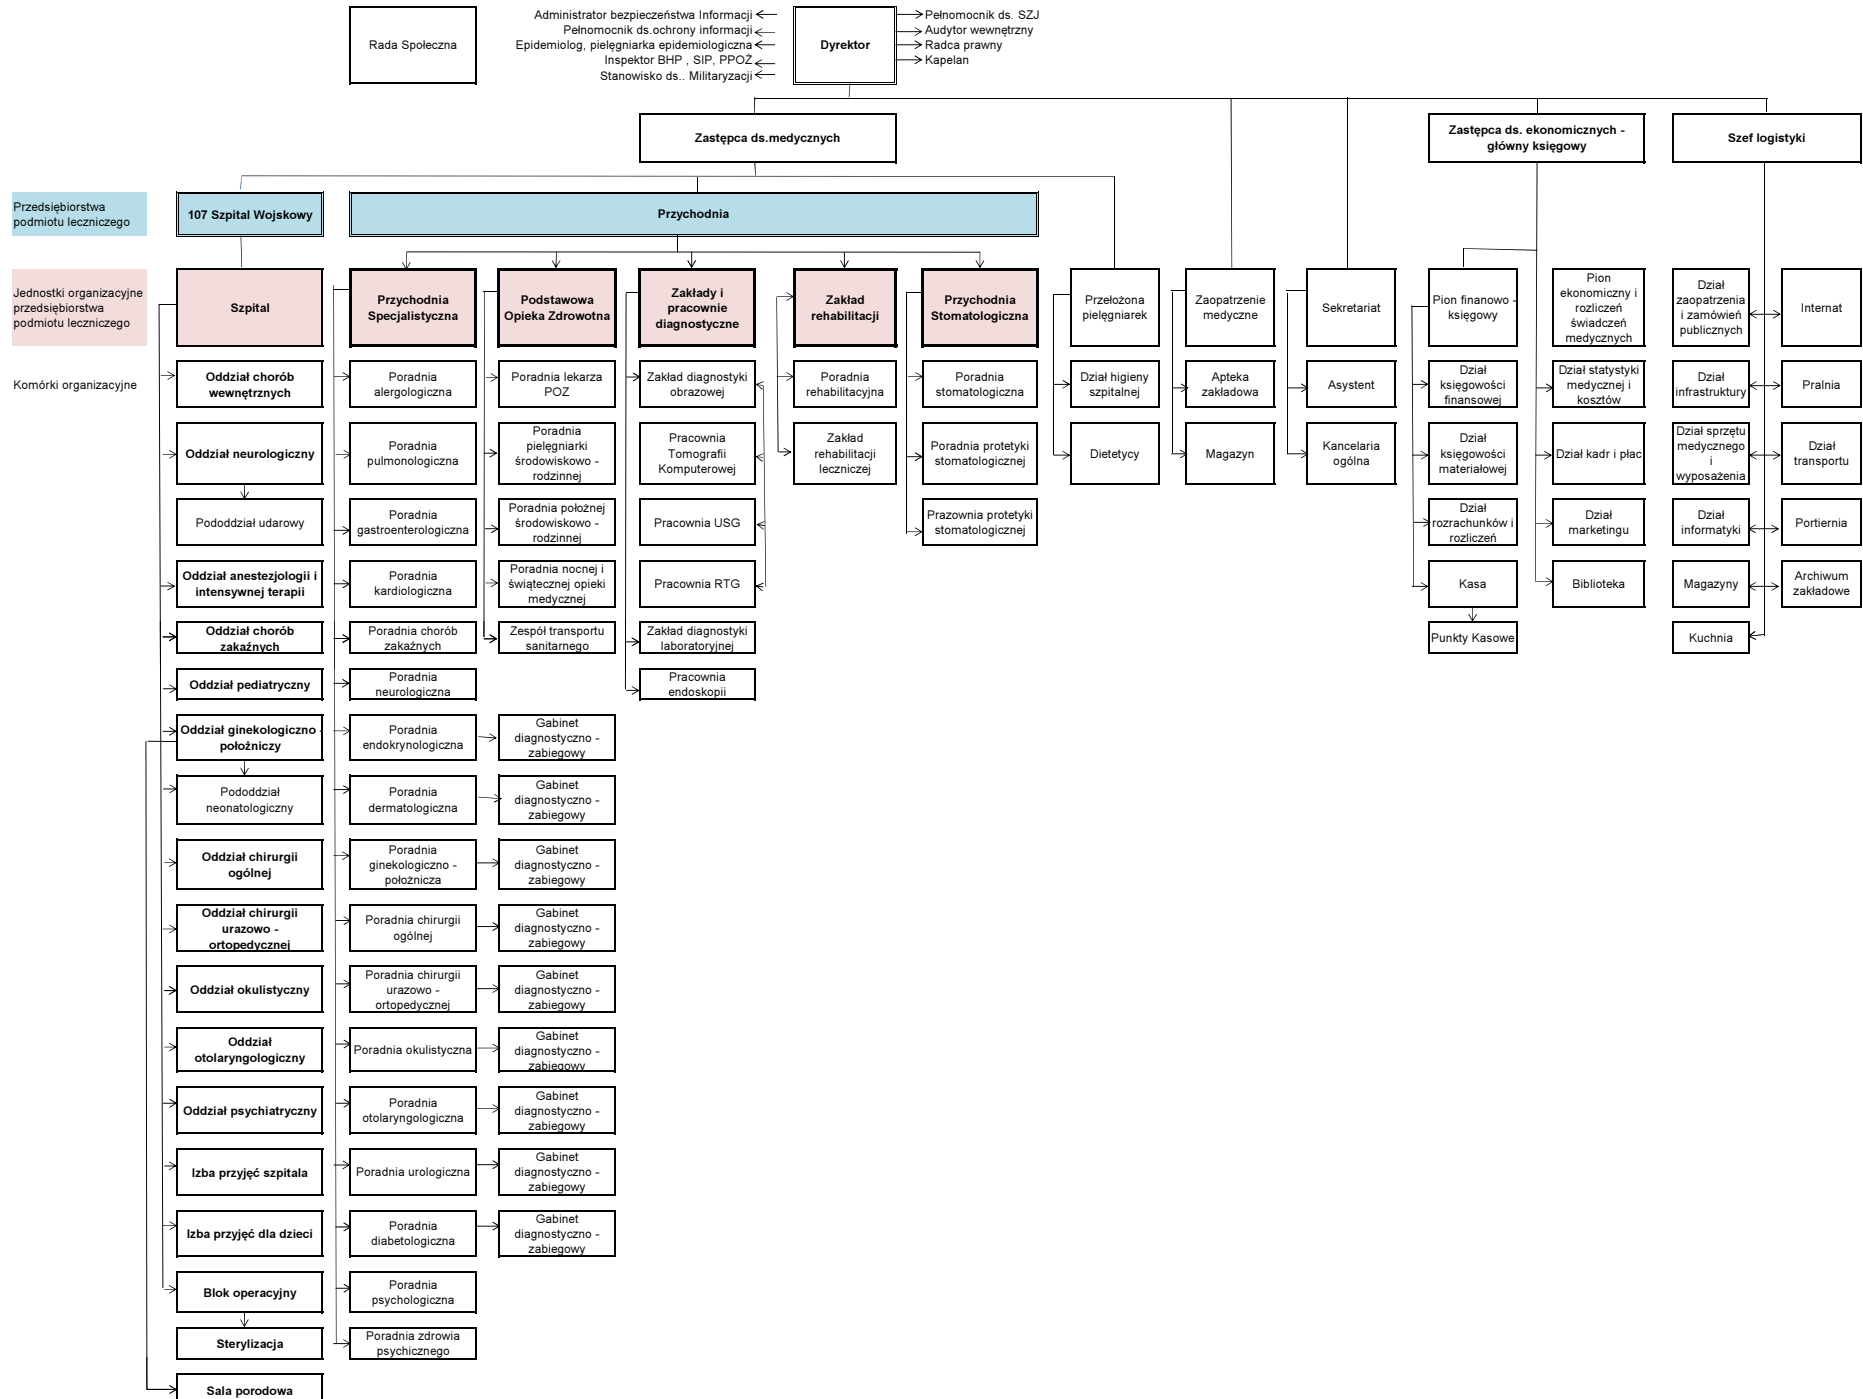 Rada Społeczna
Administrator bezpieczeństwa Informacji
Pełnomocnik ds.ochrony informacji
Epidemiolog, pielęgniarka epidemiologiczna
Inspektor BHP , SIP, PPOŻ
Stanowisko ds.. Militaryzacji
Dyrektor
Pełnomocnik ds. SZJ
Audytor wewnętrzny
Radca prawny
Kapelan
Zastępca ds.medycznych
Zastępca ds. ekonomicznych -
główny księgowy
Szef logistyki
Przedsiębiorstwa
podmiotu leczniczego
107 Szpital Wojskowy
Przychodnia
Jednostki organizacyjne
przedsiębiorstwa
podmiotu leczniczego
Szpital
Przychodnia
Specjalistyczna
Podstawowa
Opieka Zdrowotna
Zakłady i
pracownie
diagnostyczne
Zakład
rehabilitacji
Przychodnia
Stomatologiczna
Przełożona
pielęgniarek
Zaopatrzenie
medyczne
Sekretariat
Pion finansowo -
księgowy
Pion
ekonomiczny i
rozliczeń
świadczeń
medycznych
Dział
zaopatrzenia
i zamówień
publicznych
Internat
Komórki organizacyjne
Oddział chorób
wewnętrznych
Poradnia
alergologiczna
Poradnia lekarza
POZ
Zakład diagnostyki
obrazowej
Poradnia
rehabilitacyjna
Poradnia
stomatologiczna
Dział higieny
szpitalnej
Apteka
zakładowa
Asystent
Dział
księgowości
finansowej
Dział statystyki
medycznej i
kosztów
Dział
infrastruktury
Pralnia
Oddział neurologiczny
Poradnia
pulmonologiczna
Poradnia
pielęgniarki
środowiskowo -
rodzinnej
Pracownia
Tomografii
Komputerowej
Zakład
rehabilitacji
leczniczej
Poradnia protetyki
stomatologicznej
Dietetycy
Magazyn
Kancelaria
ogólna
Dział
księgowości
materiałowej
Dział kadr i płac
Dział sprzętu
medycznego
i
wyposażenia
Dział
transportu
Pododdział udarowy
Poradnia
gastroenterologiczna
Poradnia położnej
środowiskowo -
rodzinnej
Pracownia USG
Prazownia protetyki
stomatologicznej
Dział
rozrachunków i
rozliczeń
Dział
marketingu
Dział
informatyki
Portiernia
Oddział anestezjologii i
intensywnej terapii
Poradnia
kardiologiczna
Poradnia nocnej i
świątecznej opieki
medycznej
Pracownia RTG
Kasa
Biblioteka
Magazyny
Archiwum
zakładowe
Oddział chorób
zakaźnych
Poradnia chorób
zakaźnych
Zespół transportu
sanitarnego
Zakład diagnostyki
laboratoryjnej
Punkty Kasowe
Kuchnia
Oddział pediatryczny
Poradnia
neurologiczna
Pracownia
endoskopii
Oddział ginekologiczno -
położniczy
Poradnia
endokrynologiczna
Gabinet
diagnostyczno -
zabiegowy
Pododdział
neonatologiczny
Poradnia
dermatologiczna
Gabinet
diagnostyczno -
zabiegowy
Oddział chirurgii
ogólnej
Poradnia
ginekologiczno -
położnicza
Gabinet
diagnostyczno -
zabiegowy
Oddział chirurgii
urazowo -
ortopedycznej
Poradnia chirurgii
ogólnej
Gabinet
diagnostyczno -
zabiegowy
Oddział okulistyczny
Poradnia chirurgii
urazowo -
ortopedycznej
Gabinet
diagnostyczno -
zabiegowy
Oddział
otolaryngologiczny
Poradnia okulistyczna
Gabinet
diagnostyczno -
zabiegowy
Oddział psychiatryczny
Poradnia
otolaryngologiczna
Gabinet
diagnostyczno -
zabiegowy
Izba przyjęć szpitala
Poradnia urologiczna
Gabinet
diagnostyczno -
zabiegowy
Izba przyjęć dla dzieci
Poradnia
diabetologiczna
Gabinet
diagnostyczno -
zabiegowy
Blok operacyjny
Poradnia
psychologiczna
Sterylizacja
Poradnia zdrowia
psychicznego
Sala porodowa